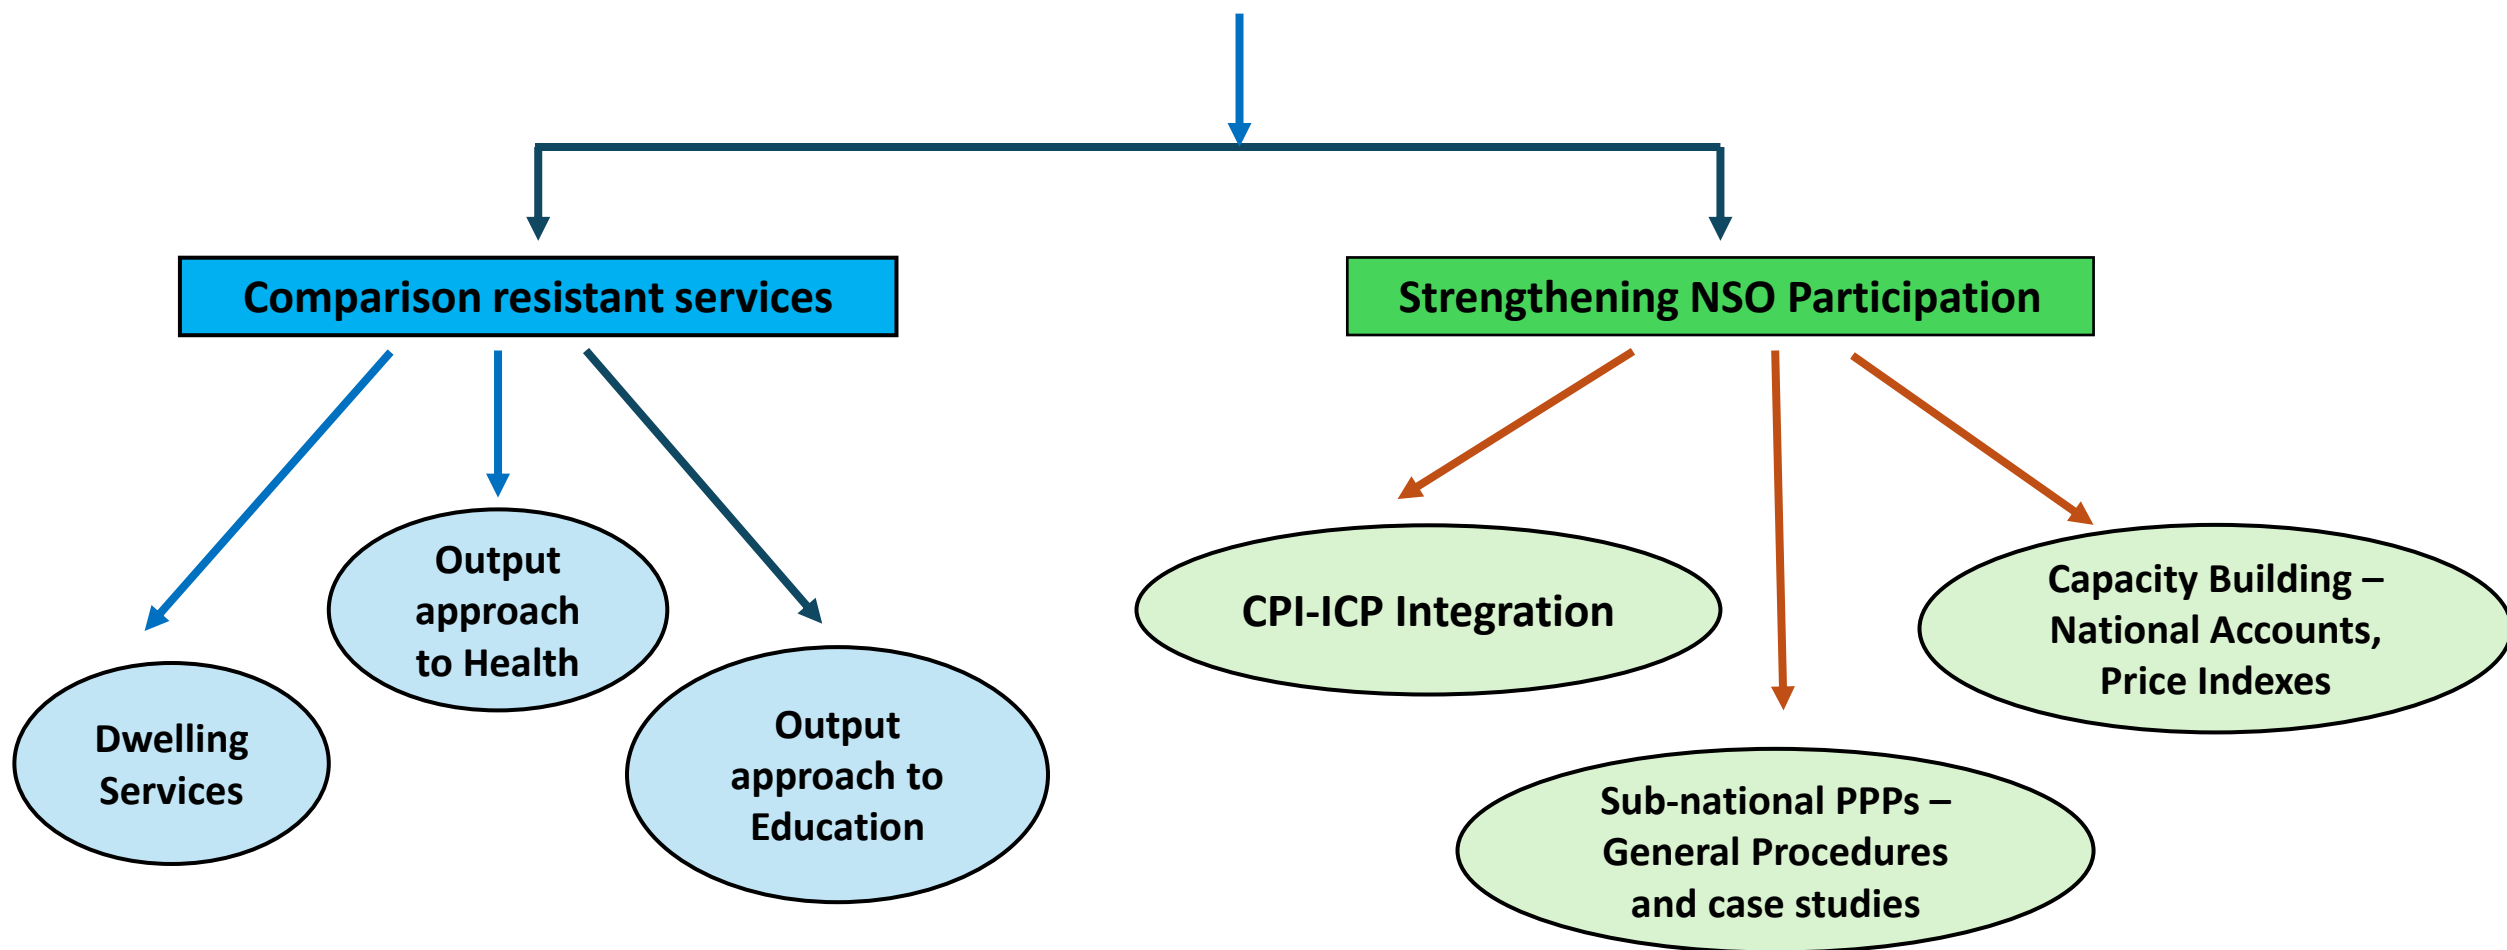 Comparison resistant services
Strengthening NSO Participation
Output
approach
to Health
Dwelling
Services
Output
approach to
Education
CPI-ICP Integration
Capacity Building –
National Accounts,
Price Indexes
Sub-national PPPs –
General Procedures
and case studies